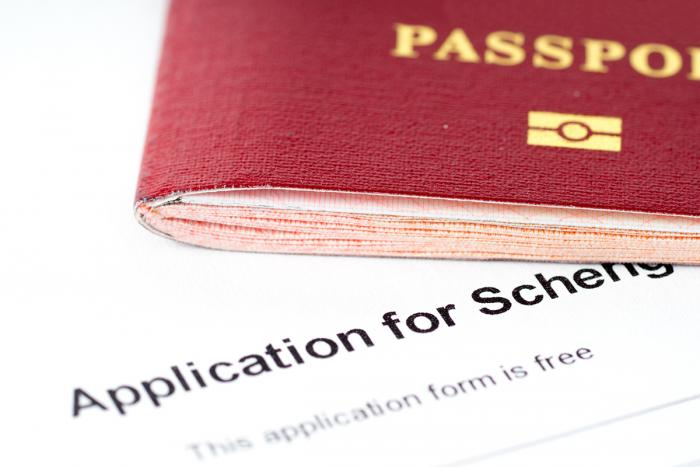 PASSPO
Application for Scheng
This application form is free